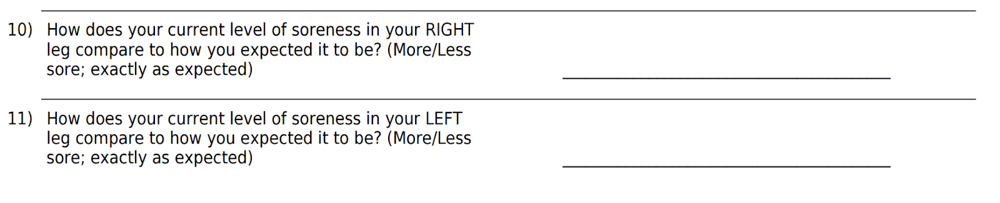 10) How does your current level of soreness in your RIGHT
leg compare to how you expected it to be? (More/Less
sore; exactly as expected)
11) How does your current level of soreness in your LEFT
leg compare to how you expected it to be? (More/Less
sore; exactly as expected)